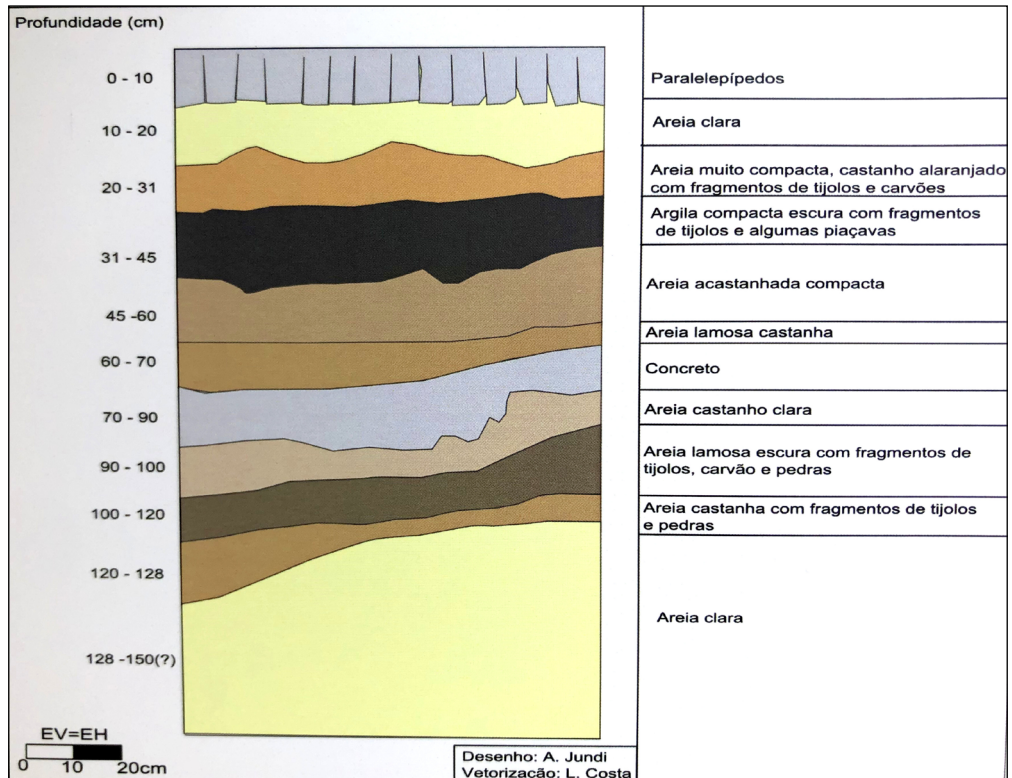 Profundidade (cm)
0 - 10
10 - 20
20 - 31
31 - 45
45 -60
60 - 70
70 - 90
90 - 100
100 - 120
120 - 128
128 -150(?)
Paralelepípedos
Areia clara
Areia muito compacta, castanho alaranjado
com fragmentos de tijolos e carvões
Argila compacta escura com fragmentos
de tijolos e algumas piaçavas
Areia acastanhada compacta
Areia lamosa castanha
Concreto
Areia castanho clara
Areia lamosa escura com fragmentos de
tijolos, carvão e pedras
Areia castanha com fragmentos de tijolos
e pedras
Areia clara
EV=EH
0 10 20cm
Desenho: A. Jundi
Vetorização: L. Costa